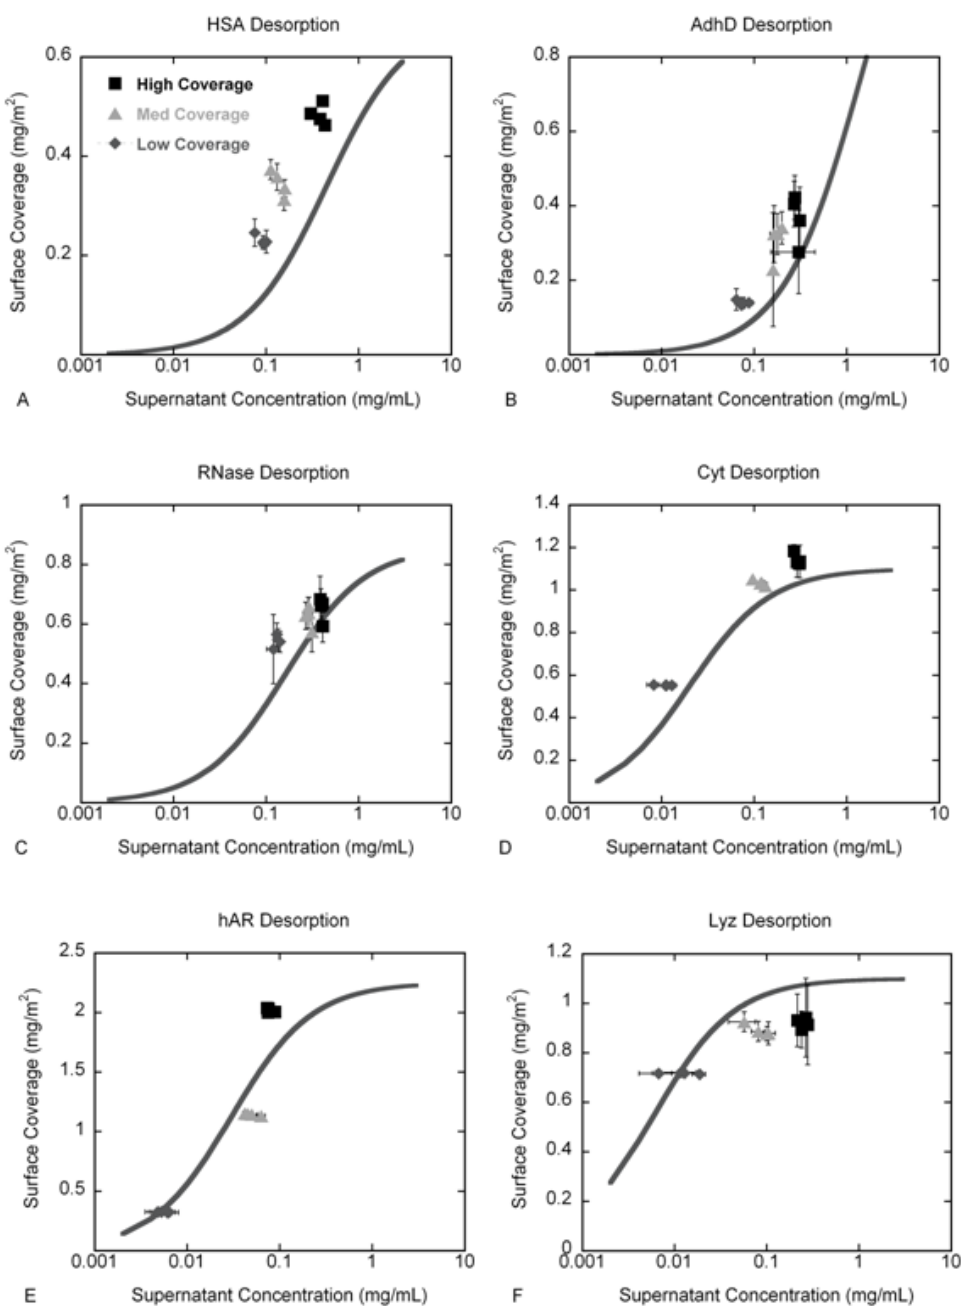 HSA Desorption
0.6
0.4
0.2
Surface Coverage (mg/m²)
High Coverage
Med Coverage
Low Coverage
0.001 0.01 0.1 1 10
A Supernatant Concentration (mg/mL)
AdhD Desorption
0.8
0.6
0.4
0.2
0
Surface Coverage (mg/m²)
0.001 0.01 0.1 1 10
B Supernatant Concentration (mg/mL)
RNase Desorption
1
0.8
0.6
0.4
0.2
Surface Coverage (mg/m²)
0.001 0.01 0.1 1 10
C Supernatant Concentration (mg/mL)
Cyt Desorption
1.4
1.2
1
0.8
0.6
0.4
0.2
0
Surface Coverage (mg/m²)
0.001 0.01 0.1 1 10
D Supernatant Concentration (mg/mL)
hAR Desorption
2.5
2
1.5
1
0.5
Surface Coverage (mg/m²)
0.001 0.01 0.1 1 10
E Supernatant Concentration (mg/mL)
Lyz Desorption
1.2
1
0.8
0.6
0.4
0.2
0
Surface Coverage (mg/m²)
0.001 0.01 0.1 1 10
F Supernatant Concentration (mg/mL)